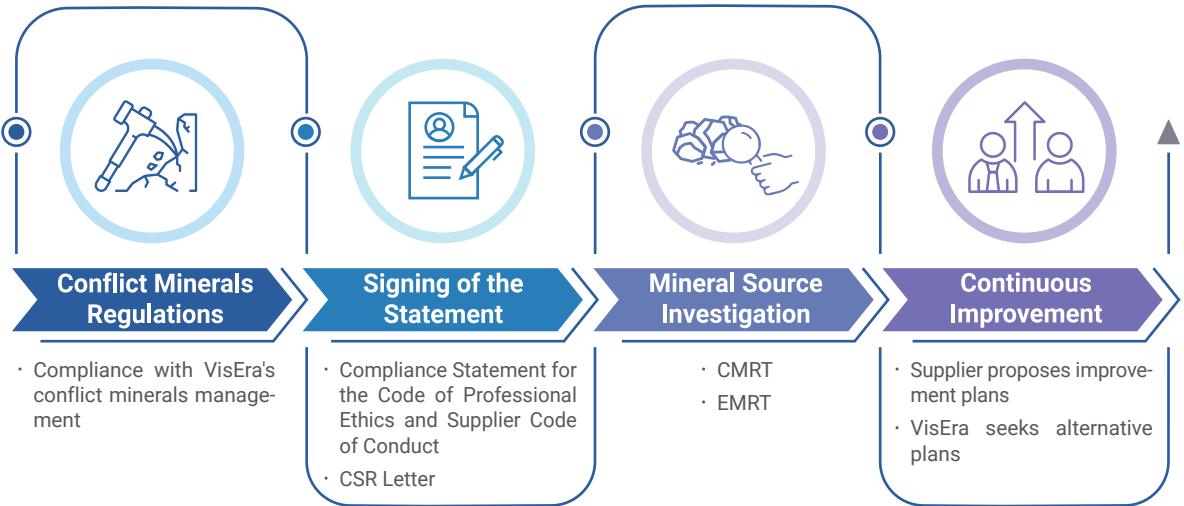 Conflict Minerals
Regulations
· Compliance with VisEra's
conflict minerals manage-
ment
Signing of the
Statement
· Compliance Statement for
the Code of Professional
Ethics and Supplier Code
of Conduct
· CSR Letter
Mineral Source
Investigation
· CMRT
· EMRT
Continuous
Improvement
· Supplier proposes improve-
ment plans
· VisEra seeks alternative
plans